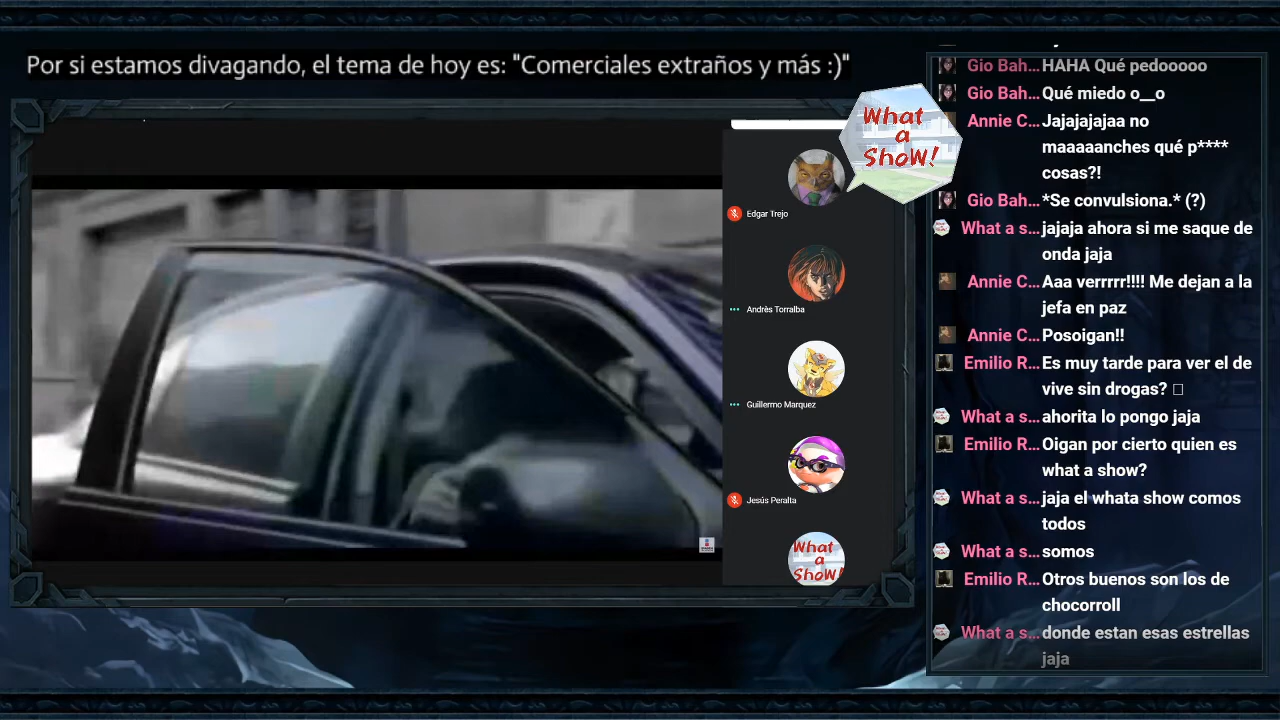 Por si estamos divagando, el tema de hoy es: "Comerciales extraños y más :)"
What
a
ShoW!
Edgar Trejo
Andrès Torralba
Guillermo Marquez
Jesús Peralta
What
a
ShoW!
Gio Bah... HAHA Qué pedooooo
Gio Bah... Qué miedo o__o
Annie C... Jajajajajaa no
maaaaanches qué p****
cosas?!
Gio Bah... *Se convulsiona.* (?)
What a s... jajaja ahora si me saque de
onda jaja
Annie C... Aaa verrrrr!!!! Me dejan a la
jefa en paz
Annie C... Posoigan!!
Emilio R... Es muy tarde para ver el de
vive sin drogas?
What a s... ahorita lo pongo jaja
Emilio R... Oigan por cierto quien es
what a show?
What a s... jaja el whata show comos
todos
What a s... somos
Emilio R... Otros buenos son los de
chocorroll
What a s... donde estan esas estrellas
jaja